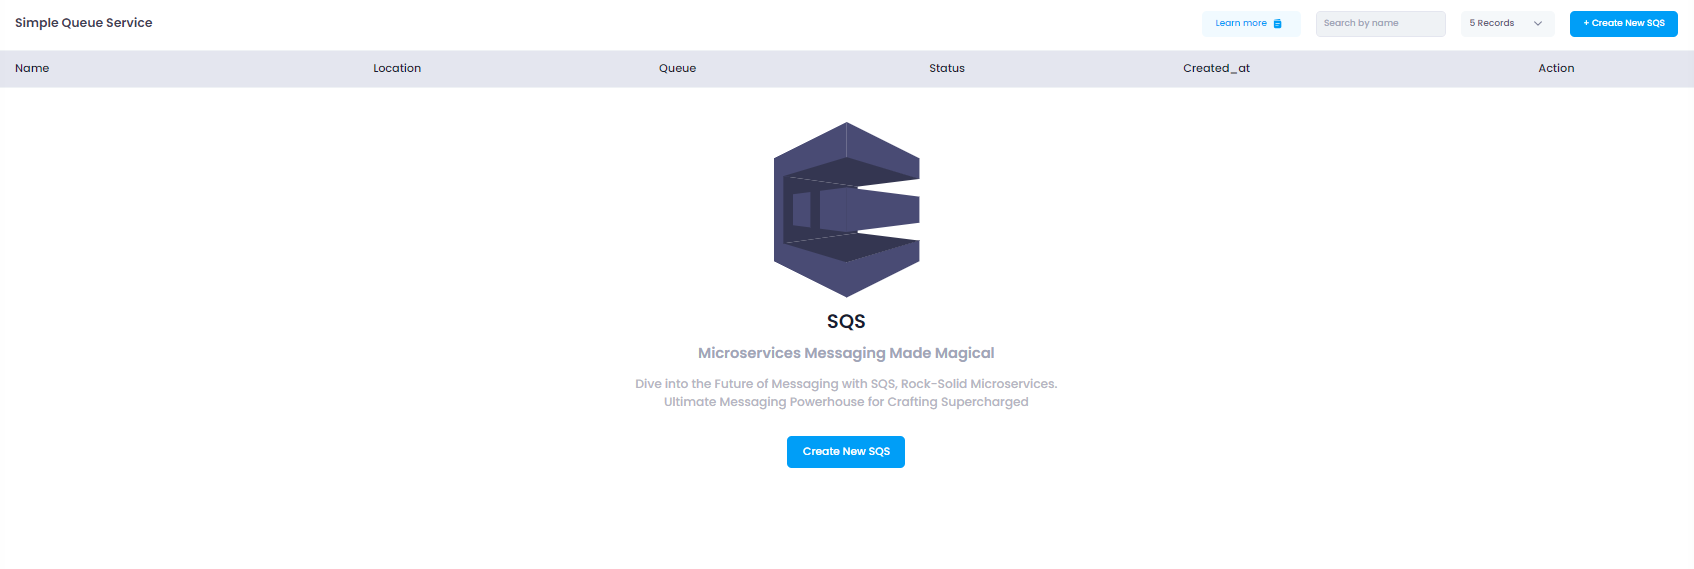 Simple Queue Service
Learn more
Search by name
5 Records
+ Create New SQS
Name Location Queue Status Created_at Action
SQS
Microservices Messaging Made Magical
Dive into the Future of Messaging with SQS, Rock-Solid Microservices.
Ultimate Messaging Powerhouse for Crafting Supercharged
Create New SQS